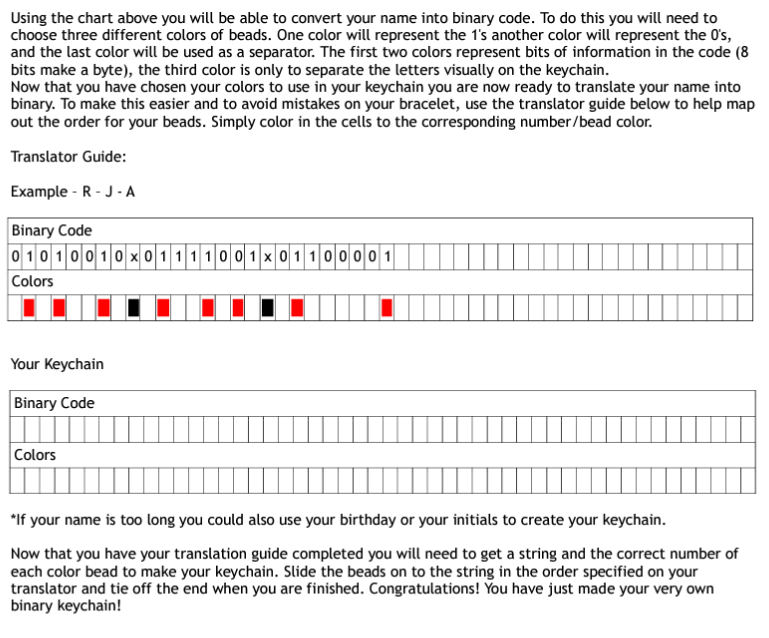 Using the chart above you will be able to convert your name into binary code. To do this you will need to
choose three different colors of beads. One color will represent the 1's another color will represent the 0's,
and the last color will be used as a separator. The first two colors represent bits of information in the code (8
bits make a byte), the third color is only to separate the letters visually on the keychain.
Now that you have chosen your colors to use in your keychain you are now ready to translate your name into
binary. To make this easier and to avoid mistakes on your bracelet, use the translator guide below to help map
out the order for your beads. Simply color in the cells to the corresponding number/bead color.
Translator Guide:
Example - R - J - A
Binary Code
0 1 0 1 0 0 1 0 x 0 1 1 1 1 0 0 1 x 0 1 1 0 0 0 0 1
Colors
Your Keychain
Binary Code
Colors
*If your name is too long you could also use your birthday or your initials to create your keychain.
Now that you have your translation guide completed you will need to get a string and the correct number of
each color bead to make your keychain. Slide the beads on to the string in the order specified on your
translator and tie off the end when you are finished. Congratulations! You have just made your very own
binary keychain!